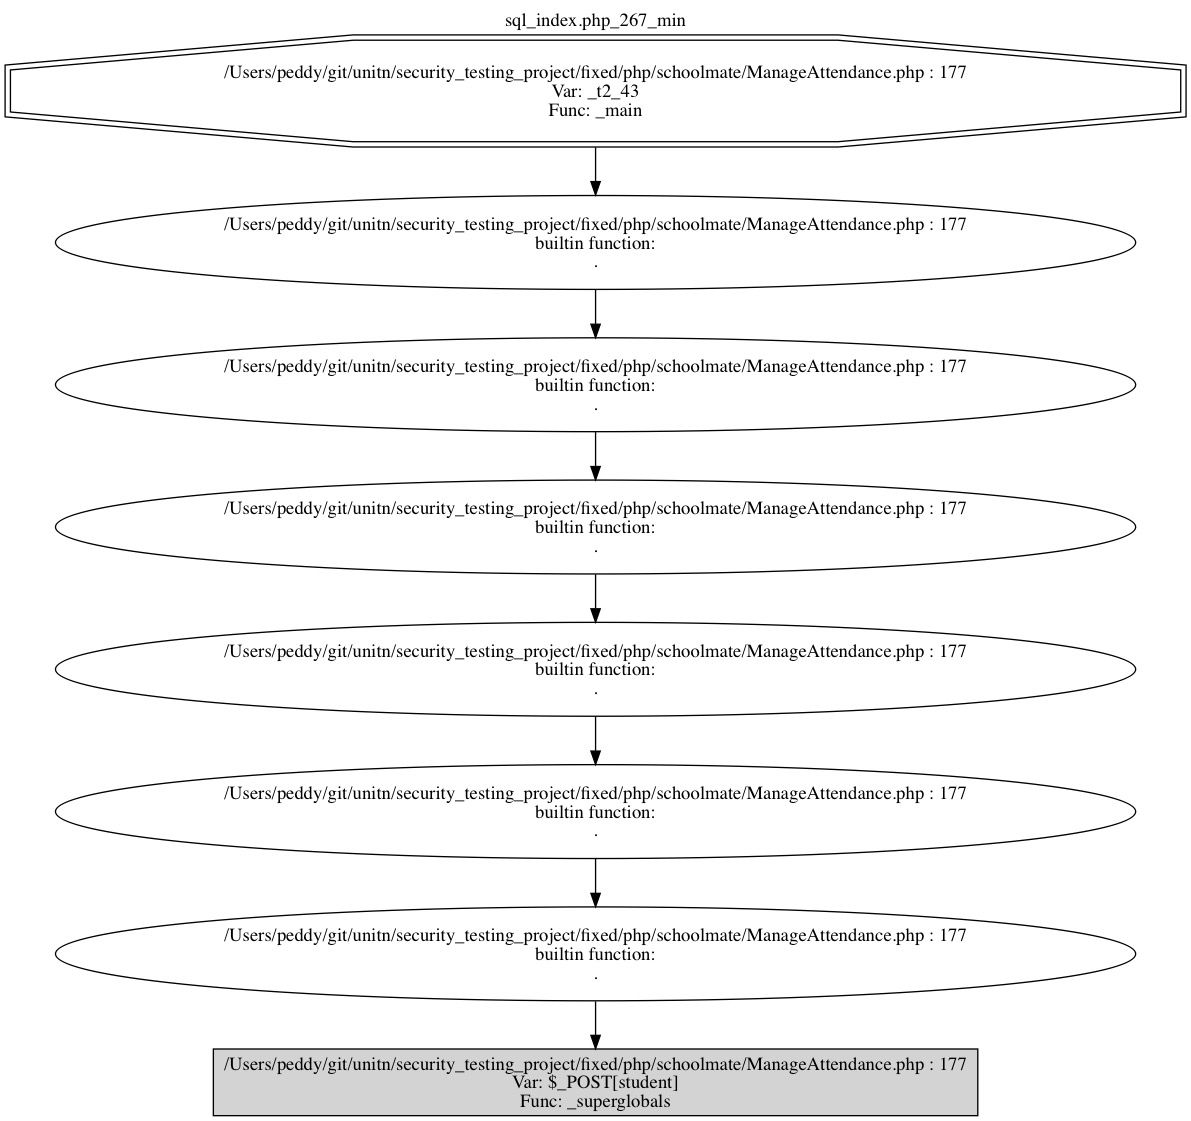 sql_index.php_267_min
/Users/peddy/git/unitn/security_testing_project/fixed/php/schoolmate/ManageAttendance.php : 177
Var: _t2_43
Func: _main
/Users/peddy/git/unitn/security_testing_project/fixed/php/schoolmate/ManageAttendance.php : 177
builtin function:
.
/Users/peddy/git/unitn/security_testing_project/fixed/php/schoolmate/ManageAttendance.php : 177
builtin function:
.
/Users/peddy/git/unitn/security_testing_project/fixed/php/schoolmate/ManageAttendance.php : 177
builtin function:
.
/Users/peddy/git/unitn/security_testing_project/fixed/php/schoolmate/ManageAttendance.php : 177
builtin function:
.
/Users/peddy/git/unitn/security_testing_project/fixed/php/schoolmate/ManageAttendance.php : 177
builtin function:
.
/Users/peddy/git/unitn/security_testing_project/fixed/php/schoolmate/ManageAttendance.php : 177
builtin function:
.
/Users/peddy/git/unitn/security_testing_project/fixed/php/schoolmate/ManageAttendance.php : 177
Var: $_POST[student]
Func: _superglobals